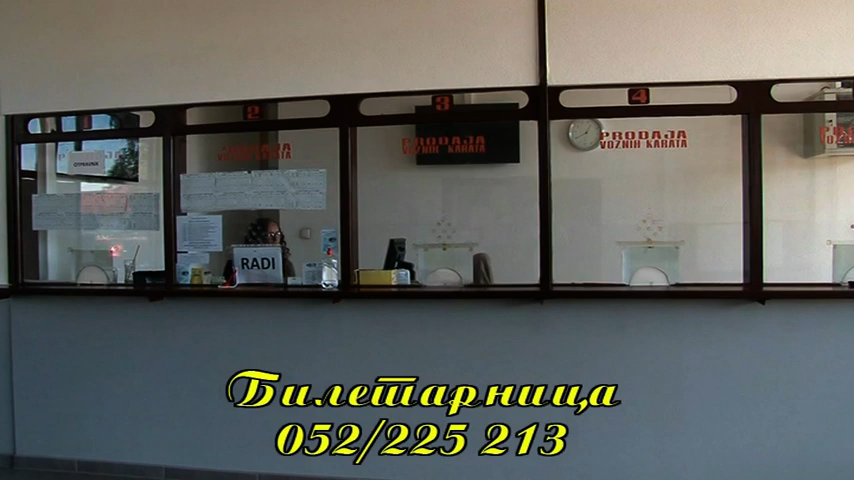 2
3
4
PRODAJA
VOZNIH KARATA
PRODAJA
VOZNIH KARATA
PRODAJA
VOZNIH KARATA
RADI
Билетарница
052/225 213